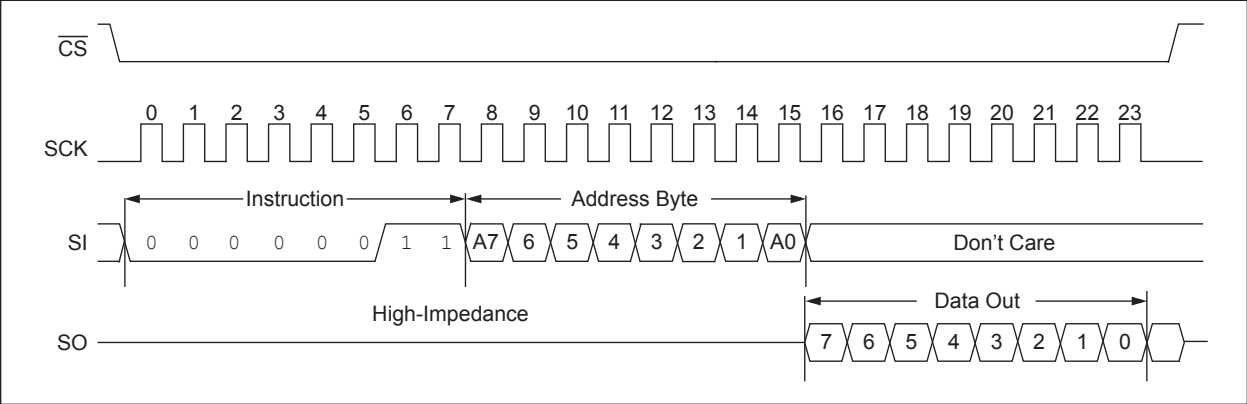 C̅S̅
0 1 2 3 4 5 6 7 8 9 10 11 12 13 14 15 16 17 18 19 20 21 22 23
SCK
Instruction Address Byte
SI 0 0 0 0 0 0 1 1 A7 6 5 4 3 2 1 A0 Don't Care
Data Out
High-Impedance
SO 7 6 5 4 3 2 1 0